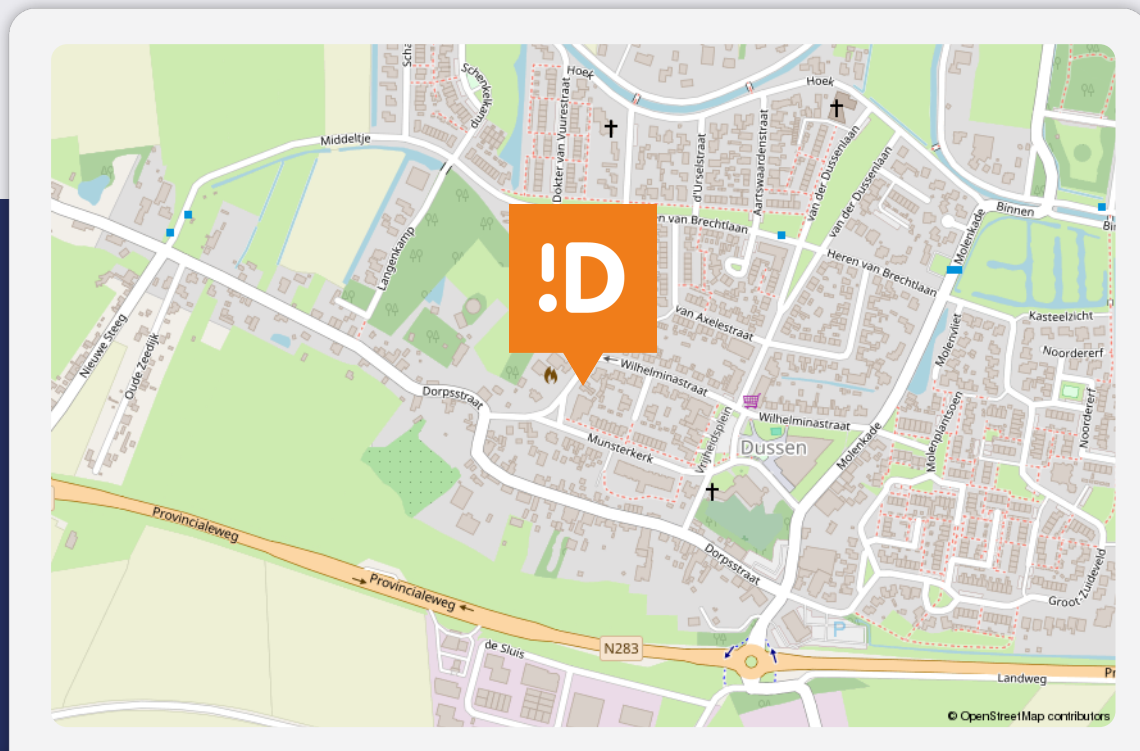 Hoek
Hoek
Schenkelkamp
Middeltje
Dokter van Vuurestraat
d'Urselstraat
Aartswaardenstraat
van der Dussenlaan
van der Dussenlaan
Binnen
Molenkade
Langenkamp
van Brechtlaan
Heren van Brechtlaan
!D
Nieuwe Steeg
Oude Zeedijk
van Axelestraat
Kasteelzicht
Molenvliet
Noordererf
Noordererf
Wilhelminastraat
Dorpsstraat
Wilhelminastraat
Vrijheidsplein
Molenkade
Molenplantsoen
Munsterkerk
Dussen
Provincialeweg
Dorpsstraat
Provincialeweg
Groot-Zuideveld
P
N283
de Sluis
Landweg
© OpenStreetMap contributors